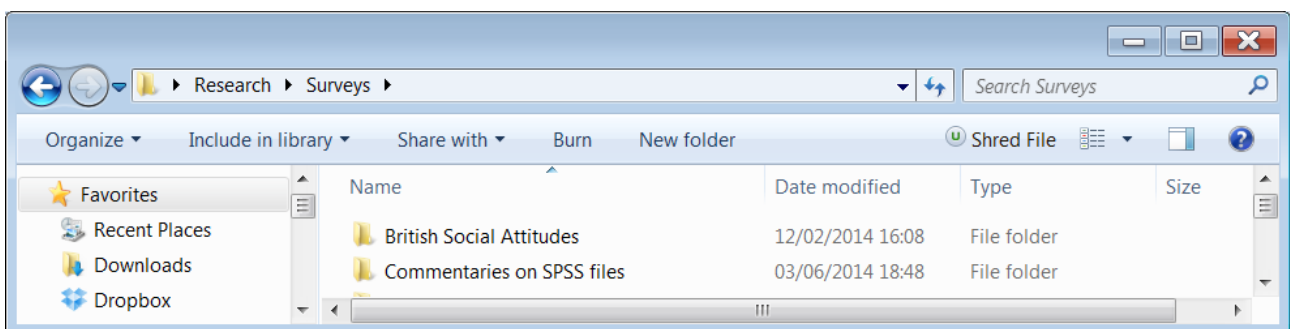 Research Surveys
Search Surveys
Organize Include in library Share with Burn New folder Shred File
Favorites
Recent Places
Downloads
Dropbox
Name Date modified Type Size
British Social Attitudes 12/02/2014 16:08 File folder
Commentaries on SPSS files 03/06/2014 18:48 File folder